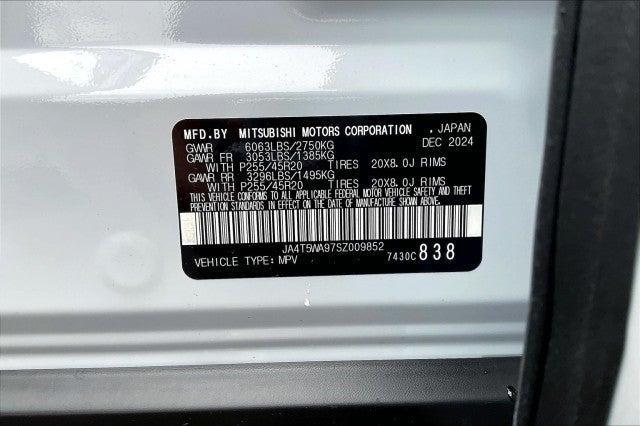 MFD.BY MITSUBISHI MOTORS CORPORATION , JAPAN
GVWR 6063LBS/2750KG DEC 2024
GAWR FR 3053LBS/1385KG
WITH P255/45R20 TIRES 20X8.0J RIMS
GAWR RR 3296LBS/1495KG
WITH P255/45R20 TIRES 20X8.0J RIMS
THIS VEHICLE CONFORMS TO ALL APPLICABLE FEDERAL MOTOR VEHICLE SAFETY AND THEFT
PREVENTION STANDARDS IN EFFECT ON THE DATE OF MANUFACTURE SHOWN ABOVE.
JA4T5WA97SZ009852
VEHICLE TYPE: MPV 7430C 838